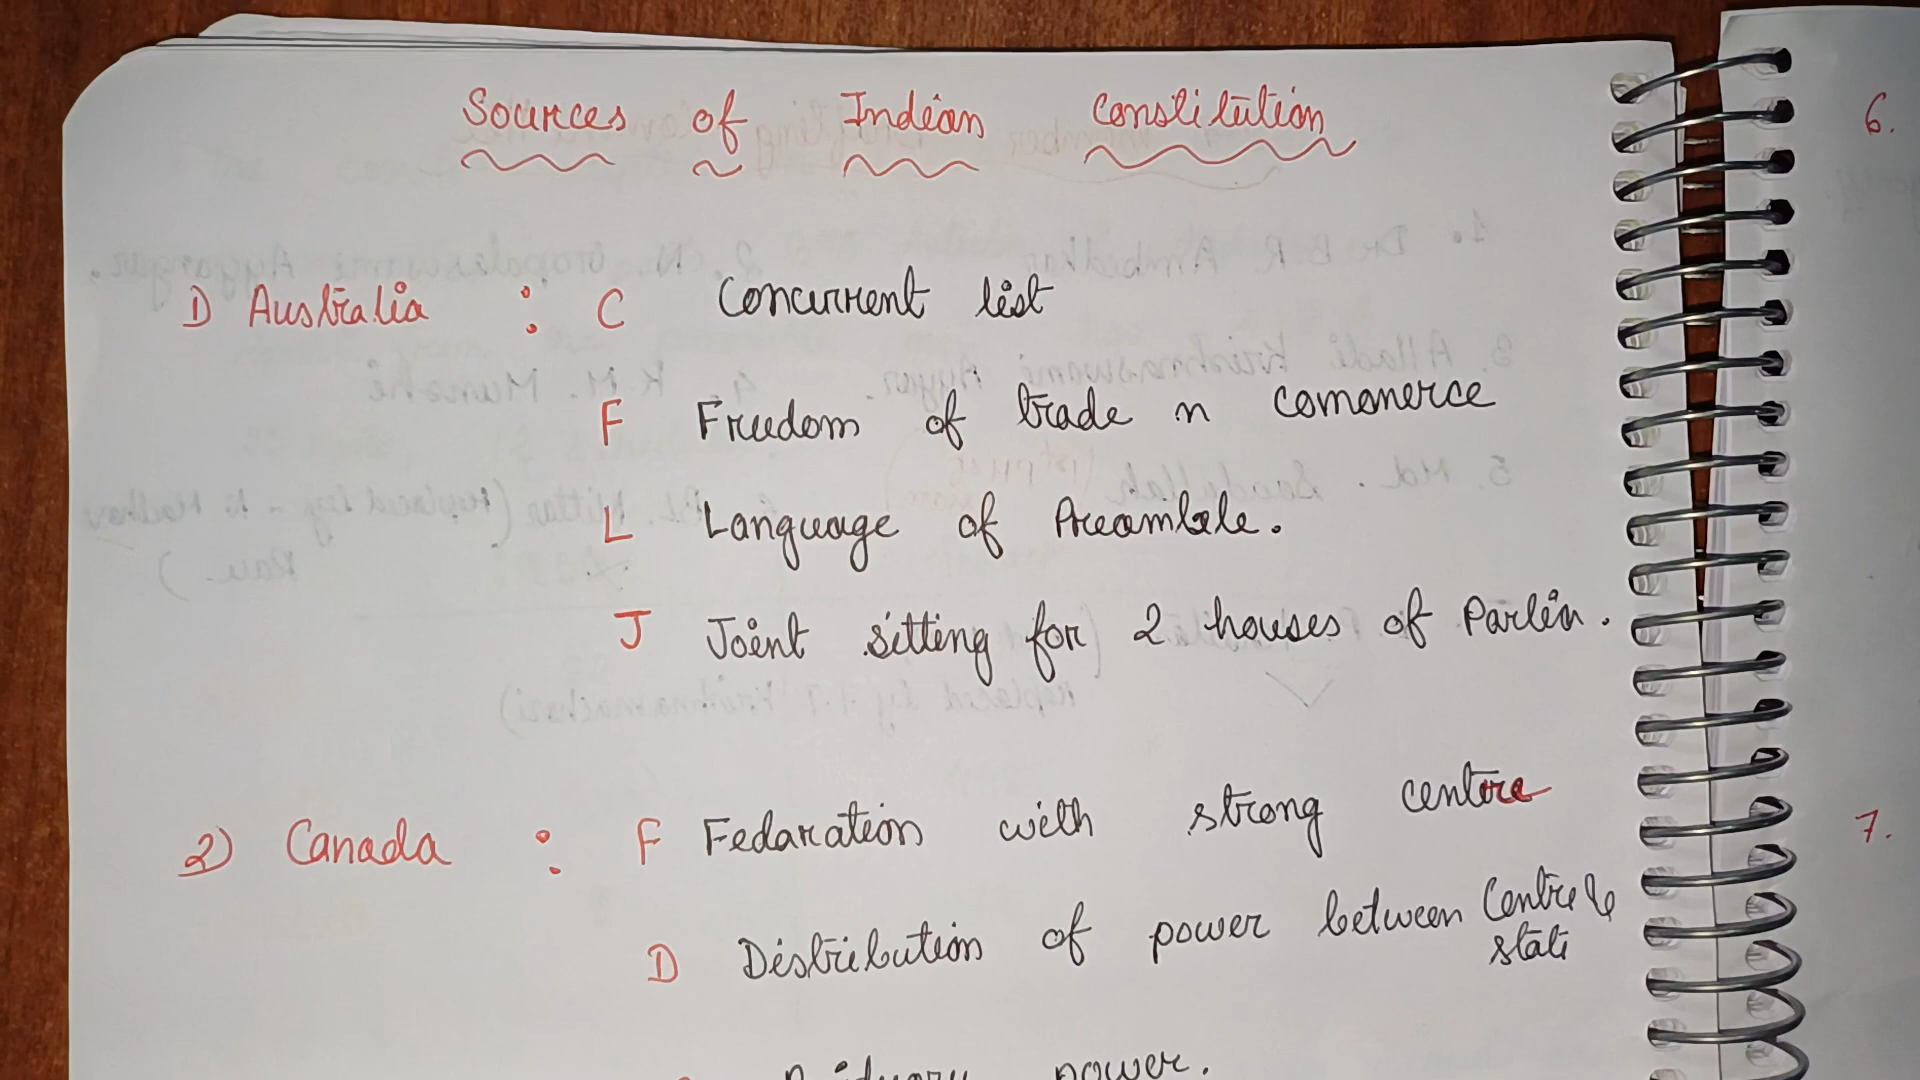 Sources of Indian Constitution
1) Australia : C Concurrent list
F Freedom of trade n commerce
L Language of Preamble.
J Joint sitting for 2 houses of Parlia.
2) Canada : F Fedaration with strong centre
D Distribution of power between Centre &
state
power.
6.
7.